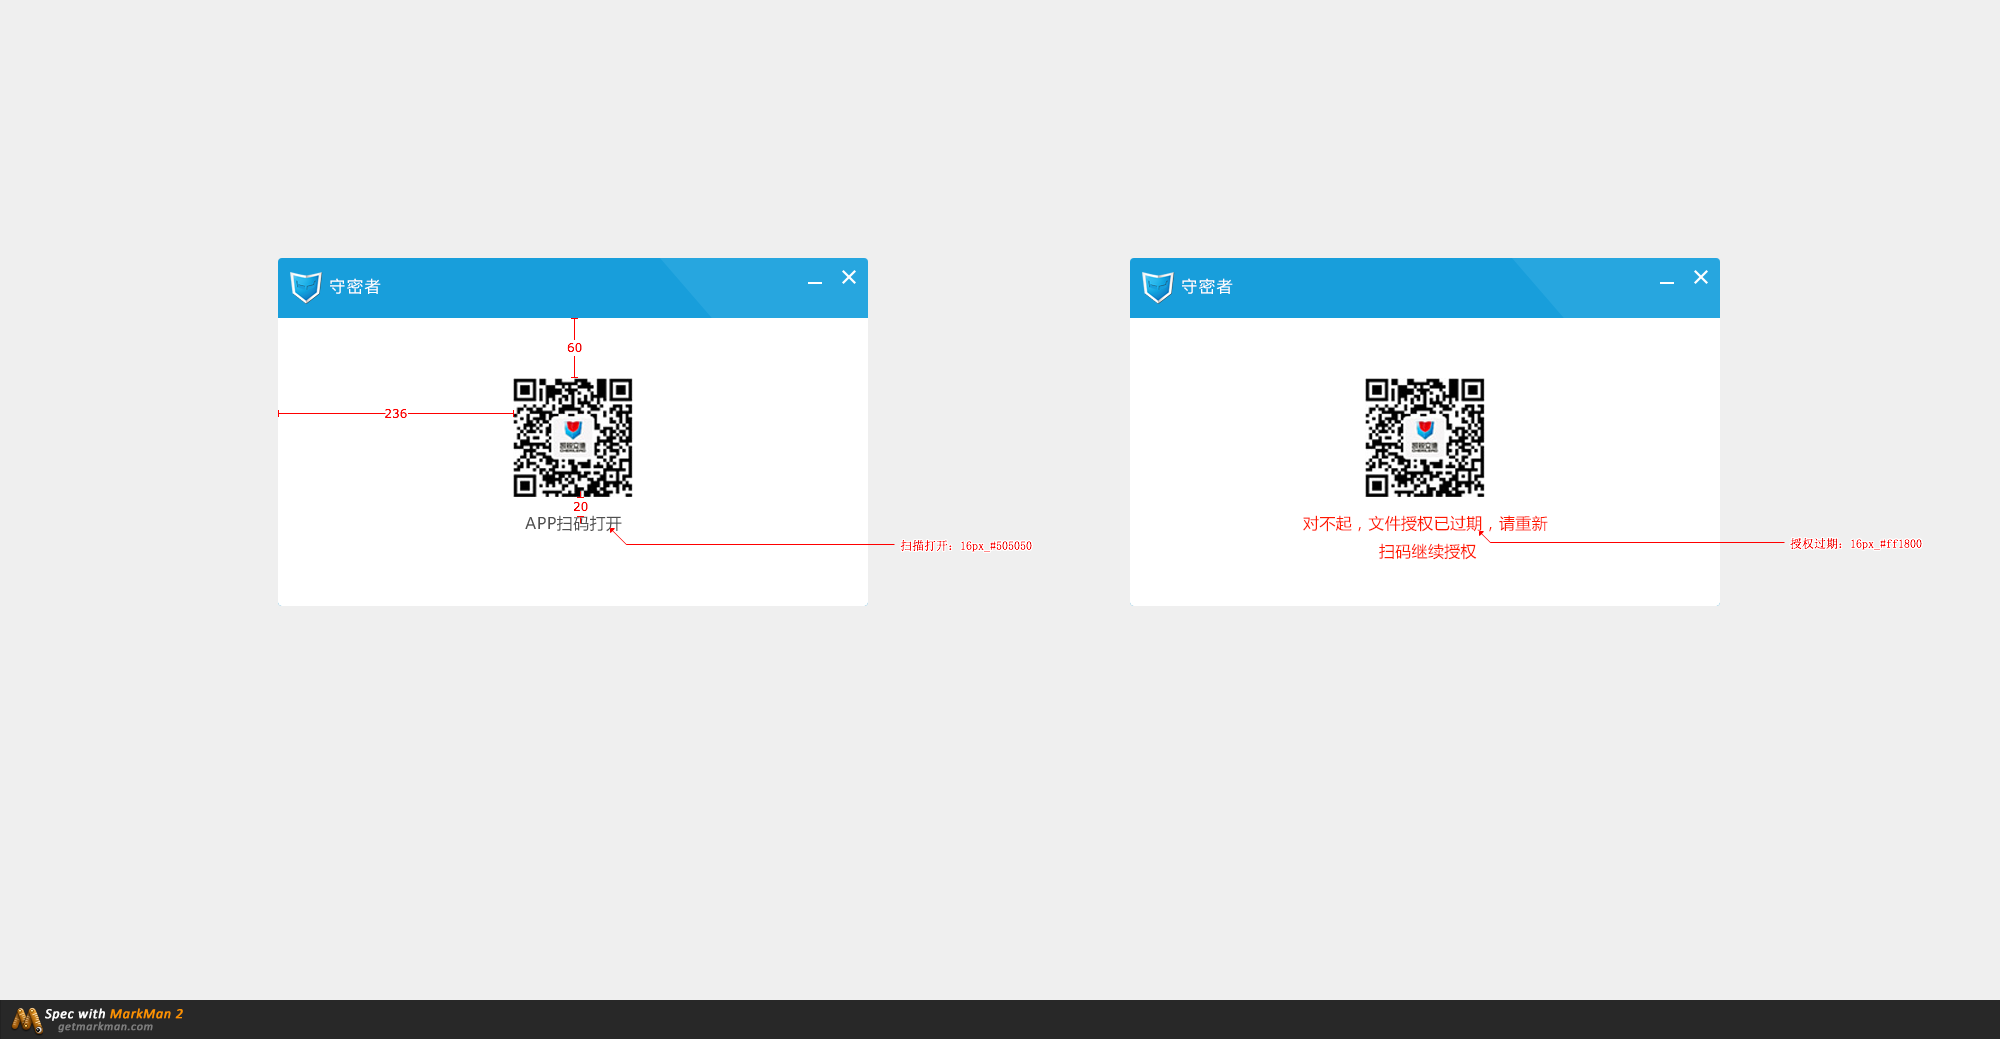 守密者
60
236
20
APP扫码打开
扫描打开：16px_#505050
守密者
对不起，文件授权已过期，请重新
扫码继续授权
授权过期：16px_#ff1800
Spec with MarkMan 2
getmarkman.com